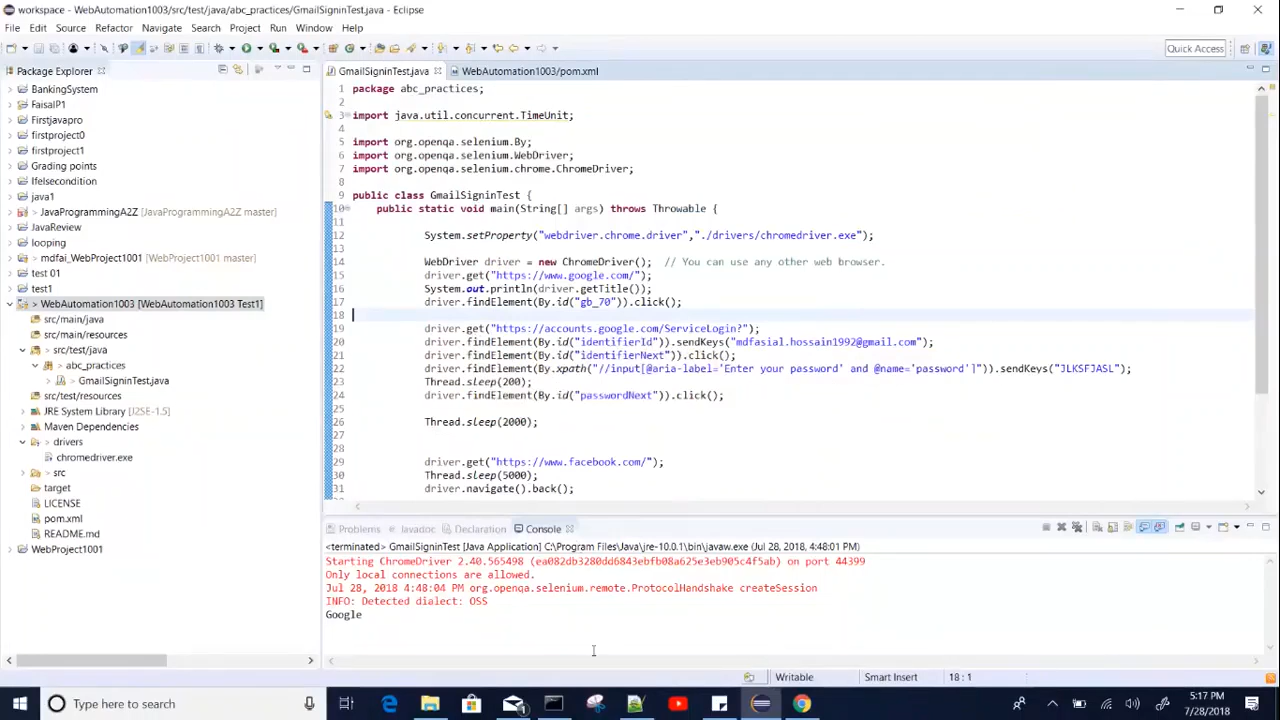 workspace - WebAutomation1003/src/test/java/abc_practices/GmailSigninTest.java - Eclipse
File Edit Source Refactor Navigate Search Project Run Window Help
Quick Access
Package Explorer
BankingSystem
FaisalP1
Firstjavapro
firstproject0
firstproject1
Grading points
Ifelsecondition
java1
> JavaProgrammingA2Z [JavaProgrammingA2Z master]
JavaReview
looping
> mdfai_WebProject1001 [WebProject1001 master]
test 01
test1
> WebAutomation1003 [WebAutomation1003 Test1]
src/main/java
src/main/resources
> src/test/java
> abc_practices
> GmailSigninTest.java
src/test/resources
JRE System Library [J2SE-1.5]
Maven Dependencies
> drivers
chromedriver.exe
> src
target
LICENSE
pom.xml
README.md
WebProject1001
GmailSigninTest.java WebAutomation1003/pom.xml
1 package abc_practices;
2
3 import java.util.concurrent.TimeUnit;
4
5 import org.openqa.selenium.By;
6 import org.openqa.selenium.WebDriver;
7 import org.openqa.selenium.chrome.ChromeDriver;
8
9 public class GmailSigninTest {
10 public static void main(String[] args) throws Throwable {
11
12 System.setProperty("webdriver.chrome.driver","./drivers/chromedriver.exe");
13
14 WebDriver driver = new ChromeDriver(); // You can use any other web browser.
15 driver.get("https://www.google.com/");
16 System.out.println(driver.getTitle());
17 driver.findElement(By.id("gb_70")).click();
18
19 driver.get("https://accounts.google.com/ServiceLogin?");
20 driver.findElement(By.id("identifierId")).sendKeys("mdfasial.hossain1992@gmail.com");
21 driver.findElement(By.id("identifierNext")).click();
22 driver.findElement(By.xpath("//input[@aria-label='Enter your password' and @name='password']")).sendKeys("JLKSFJASL");
23 Thread.sleep(200);
24 driver.findElement(By.id("passwordNext")).click();
25
26 Thread.sleep(2000);
27
28
29 driver.get("https://www.facebook.com/");
30 Thread.sleep(5000);
31 driver.navigate().back();
Problems Javadoc Declaration Console
<terminated> GmailSigninTest [Java Application] C:\Program Files\Java\jre-10.0.1\bin\javaw.exe (Jul 28, 2018, 4:48:01 PM)
Starting ChromeDriver 2.40.565498 (ea082db3280dd6843ebfb08a625e3eb905c4f5ab) on port 44399
Only local connections are allowed.
Jul 28, 2018 4:48:04 PM org.openqa.selenium.remote.ProtocolHandshake createSession
INFO: Detected dialect: OSS
Google
Writable Smart Insert 18 : 1
Type here to search
5:17 PM
7/28/2018